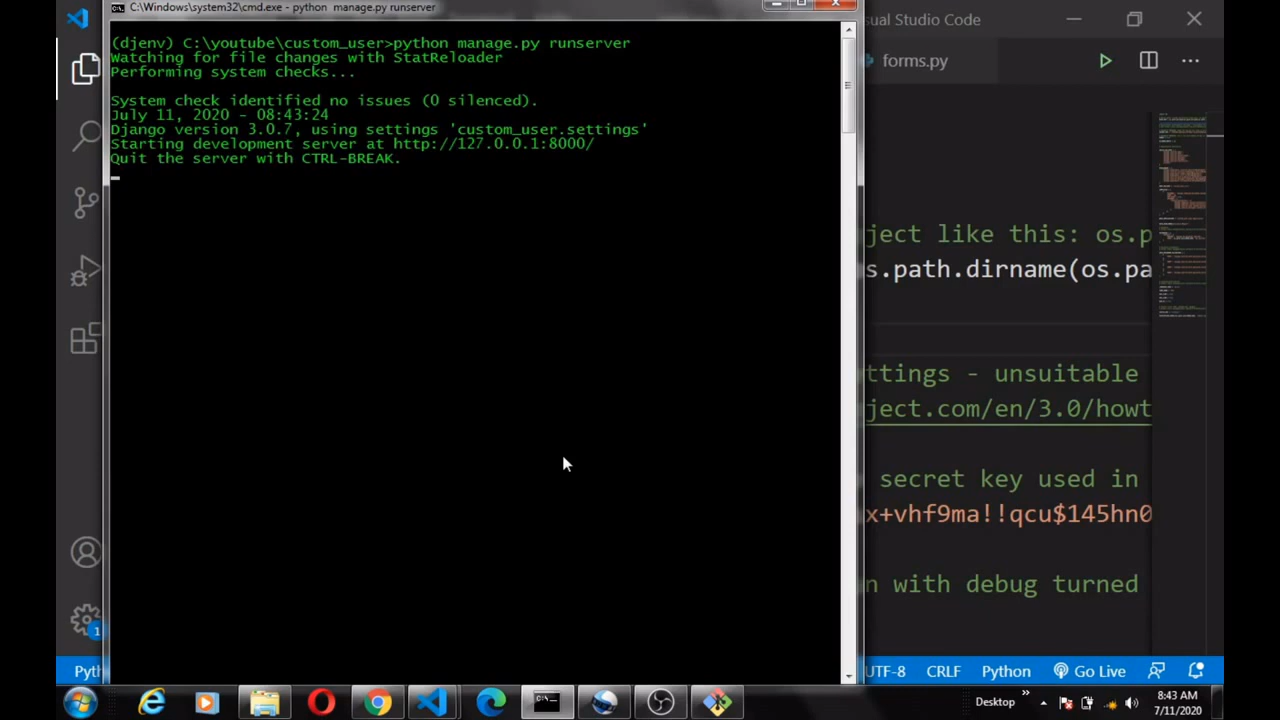 C:\Windows\system32\cmd.exe - python manage.py runserver
(djenv) C:\youtube\custom_user>python manage.py runserver
Watching for file changes with StatReloader
Performing system checks...
System check identified no issues (0 silenced).
July 11, 2020 - 08:43:24
Django version 3.0.7, using settings 'custom_user.settings'
Starting development server at http://127.0.0.1:8000/
Quit the server with CTRL-BREAK.
sual Studio Code
forms.py
ject like this: os.p
s.path.dirname(os.pa
ttings - unsuitable
ject.com/en/3.0/howt
secret key used in
x+vhf9ma!!qcu$145hn0
n with debug turned
1
Pyth
UTF-8
CRLF
Python
Go Live
Desktop
8:43 AM
7/11/2020